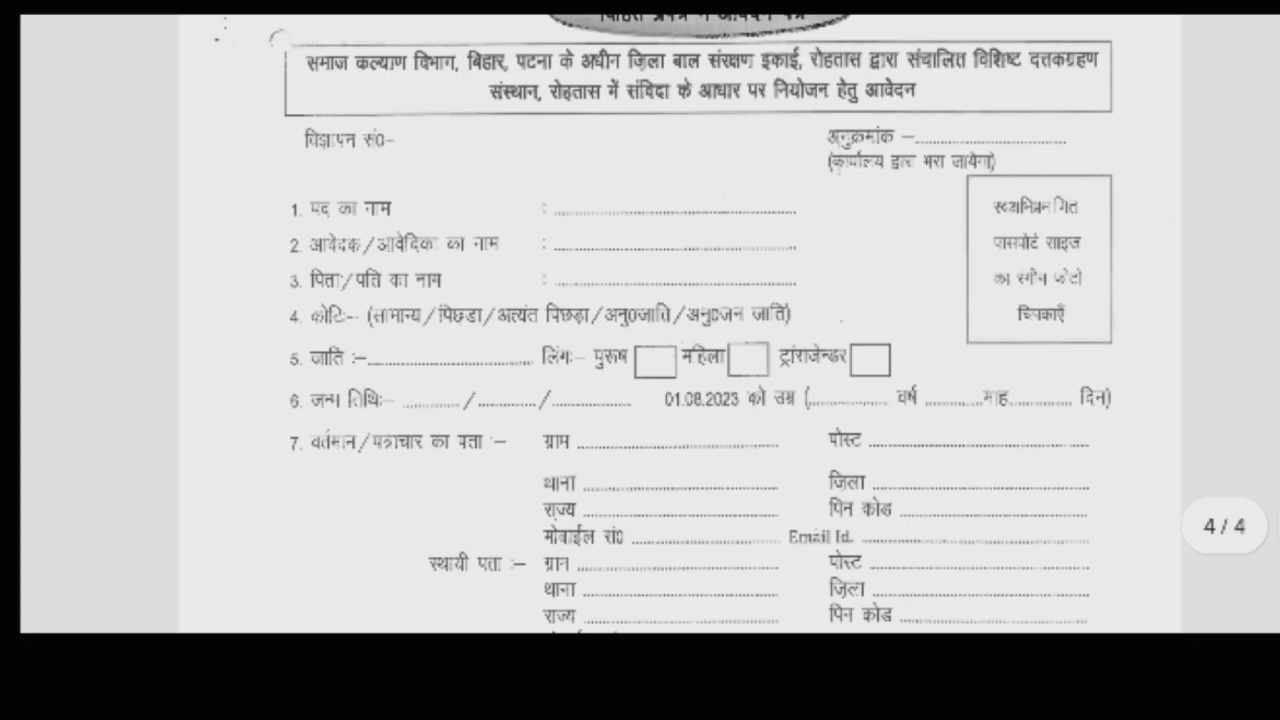 समाज कल्याण विभाग, बिहार, पटना के अधीन ज़िला बाल संरक्षण इकाई, रोहतास द्वारा संचालित विशिष्ट दत्तकग्रहण
संस्थान, रोहतास में संविदा के आधार पर नियोजन हेतु आवेदन
विज्ञापन सं०- अनुक्रमांक –....................
(कार्यालय द्वारा भरा जायेगा)
1. पद का नाम : ....................
2. आवेदक/आवेदिका का नाम : ....................
3. पिता/पति का नाम : ....................
पासपोर्ट साइज
का रंगीन फोटो
चिपकाएँ
4. कोटिः– (सामान्य/पिछडा/अत्यंत पिछड़ा/अनु0जाति/अनु0जन जाति)
5. जाति :–.................... लिंगः– पुरूष महिला ट्रांसजेन्डर
6. जन्म तिथिः– ............/............/............ 01.08.2023 को उम्र (............ वर्ष ............माह............ दिन)
7. वर्तमान/पत्राचार का पता :– ग्राम .................... पोस्ट ....................
थाना .................... ज़िला ....................
राज्य .................... पिन कोड ....................
मोबाईल सं0 .................... Email Id. ....................
स्थायी पता :– ग्राम .................... पोस्ट ....................
थाना .................... ज़िला ....................
राज्य .................... पिन कोड ....................
4 / 4